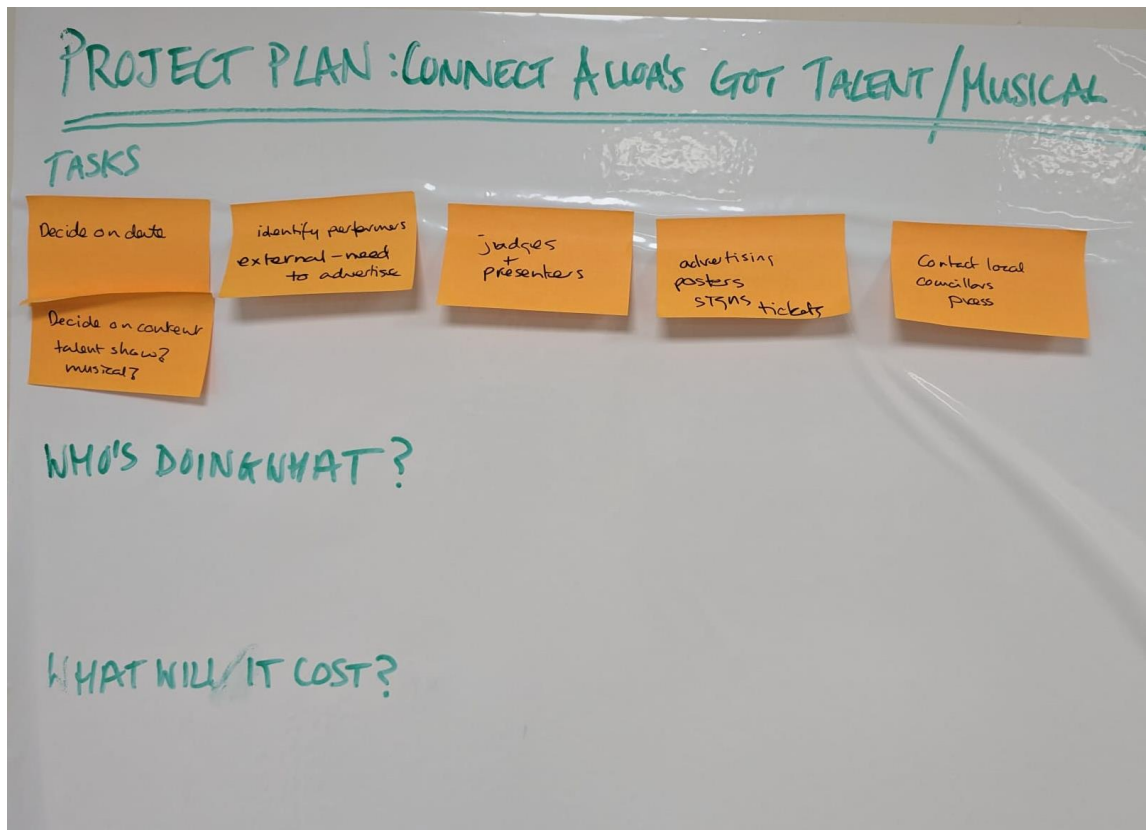 PROJECT PLAN: CONNECT ALLOA'S GOT TALENT/MUSICAL
TASKS
Decide on date
Decide on content
talent show?
musical?
identify performers
external - need
to advertise
judges
+
presenters
advertising
posters
signs tickets
Contact local
councillors
press
WHO'S DOING WHAT?
WHAT WILL IT COST?